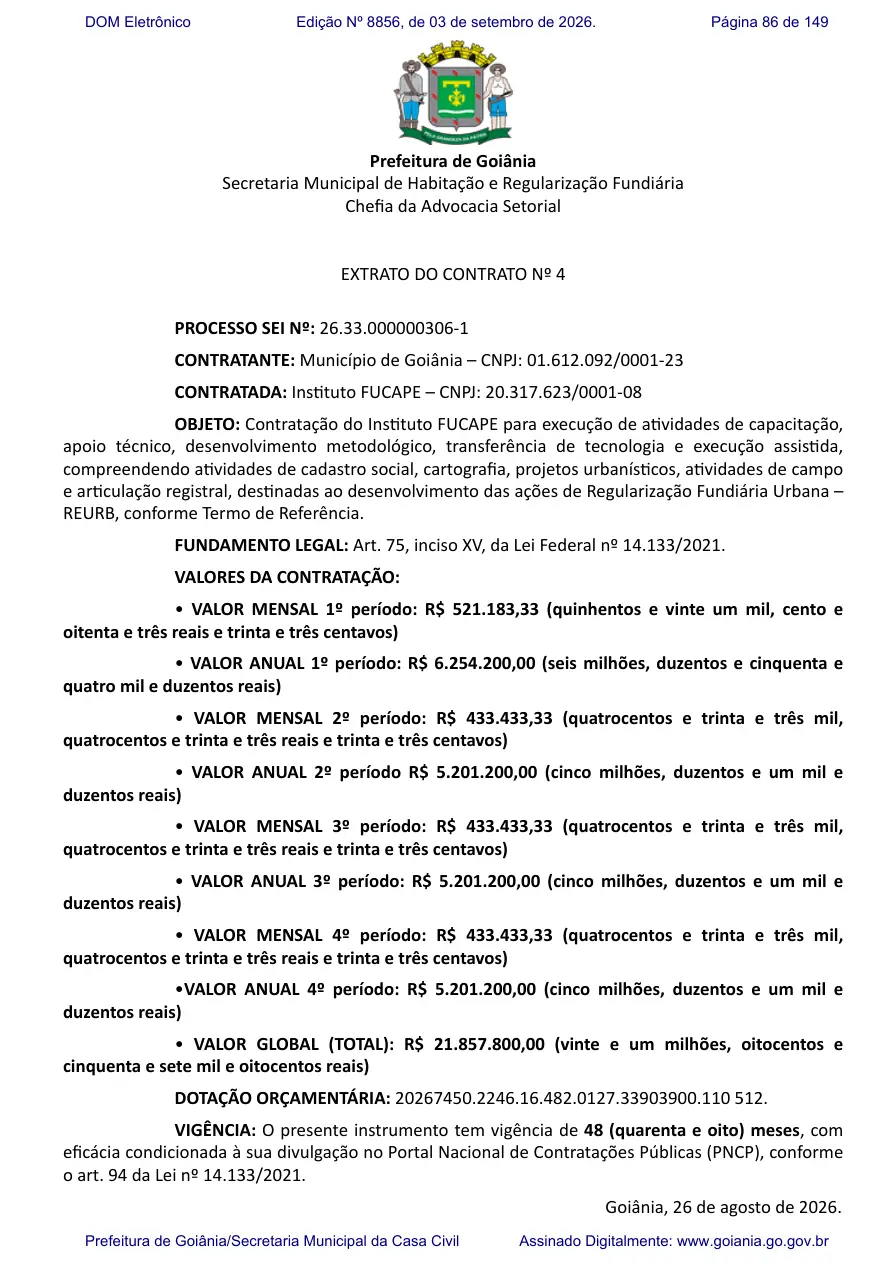 DOM Eletrônico Edição Nº 8856, de 03 de setembro de 2026. Página 86 de 149
PELA GRANDEZA DA PÁTRIA
Prefeitura de Goiânia
Secretaria Municipal de Habitação e Regularização Fundiária
Chefia da Advocacia Setorial
EXTRATO DO CONTRATO Nº 4
PROCESSO SEI Nº: 26.33.000000306-1
CONTRATANTE: Município de Goiânia – CNPJ: 01.612.092/0001-23
CONTRATADA: Instituto FUCAPE – CNPJ: 20.317.623/0001-08
OBJETO: Contratação do Instituto FUCAPE para execução de atividades de capacitação,
apoio técnico, desenvolvimento metodológico, transferência de tecnologia e execução assistida,
compreendendo atividades de cadastro social, cartografia, projetos urbanísticos, atividades de campo
e articulação registral, destinadas ao desenvolvimento das ações de Regularização Fundiária Urbana –
REURB, conforme Termo de Referência.
FUNDAMENTO LEGAL: Art. 75, inciso XV, da Lei Federal nº 14.133/2021.
VALORES DA CONTRATAÇÃO:
• VALOR MENSAL 1º período: R$ 521.183,33 (quinhentos e vinte um mil, cento e
oitenta e três reais e trinta e três centavos)
• VALOR ANUAL 1º período: R$ 6.254.200,00 (seis milhões, duzentos e cinquenta e
quatro mil e duzentos reais)
• VALOR MENSAL 2º período: R$ 433.433,33 (quatrocentos e trinta e três mil,
quatrocentos e trinta e três reais e trinta e três centavos)
• VALOR ANUAL 2º período R$ 5.201.200,00 (cinco milhões, duzentos e um mil e
duzentos reais)
• VALOR MENSAL 3º período: R$ 433.433,33 (quatrocentos e trinta e três mil,
quatrocentos e trinta e três reais e trinta e três centavos)
• VALOR ANUAL 3º período: R$ 5.201.200,00 (cinco milhões, duzentos e um mil e
duzentos reais)
• VALOR MENSAL 4º período: R$ 433.433,33 (quatrocentos e trinta e três mil,
quatrocentos e trinta e três reais e trinta e três centavos)
•VALOR ANUAL 4º período: R$ 5.201.200,00 (cinco milhões, duzentos e um mil e
duzentos reais)
• VALOR GLOBAL (TOTAL): R$ 21.857.800,00 (vinte e um milhões, oitocentos e
cinquenta e sete mil e oitocentos reais)
DOTAÇÃO ORÇAMENTÁRIA: 20267450.2246.16.482.0127.33903900.110 512.
VIGÊNCIA: O presente instrumento tem vigência de 48 (quarenta e oito) meses, com
eficácia condicionada à sua divulgação no Portal Nacional de Contratações Públicas (PNCP), conforme
o art. 94 da Lei nº 14.133/2021.
Goiânia, 26 de agosto de 2026.
Prefeitura de Goiânia/Secretaria Municipal da Casa Civil Assinado Digitalmente: www.goiania.go.gov.br